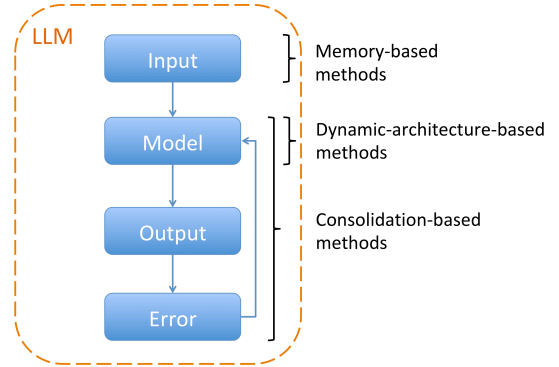 LLM
Input
Memory-based
methods
Model
Dynamic-architecture-based
methods
Output
Consolidation-based
methods
Error